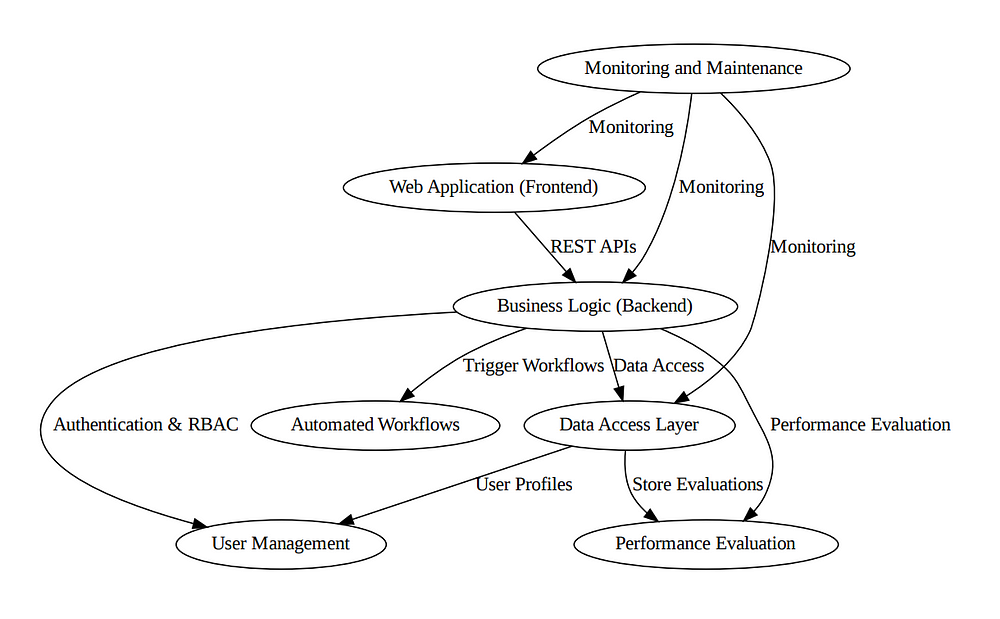 Monitoring and Maintenance
Monitoring
Web Application (Frontend)
Monitoring
REST APIs
Monitoring
Business Logic (Backend)
Trigger Workflows
Data Access
Authentication & RBAC
Automated Workflows
Data Access Layer
Performance Evaluation
User Profiles
Store Evaluations
User Management
Performance Evaluation